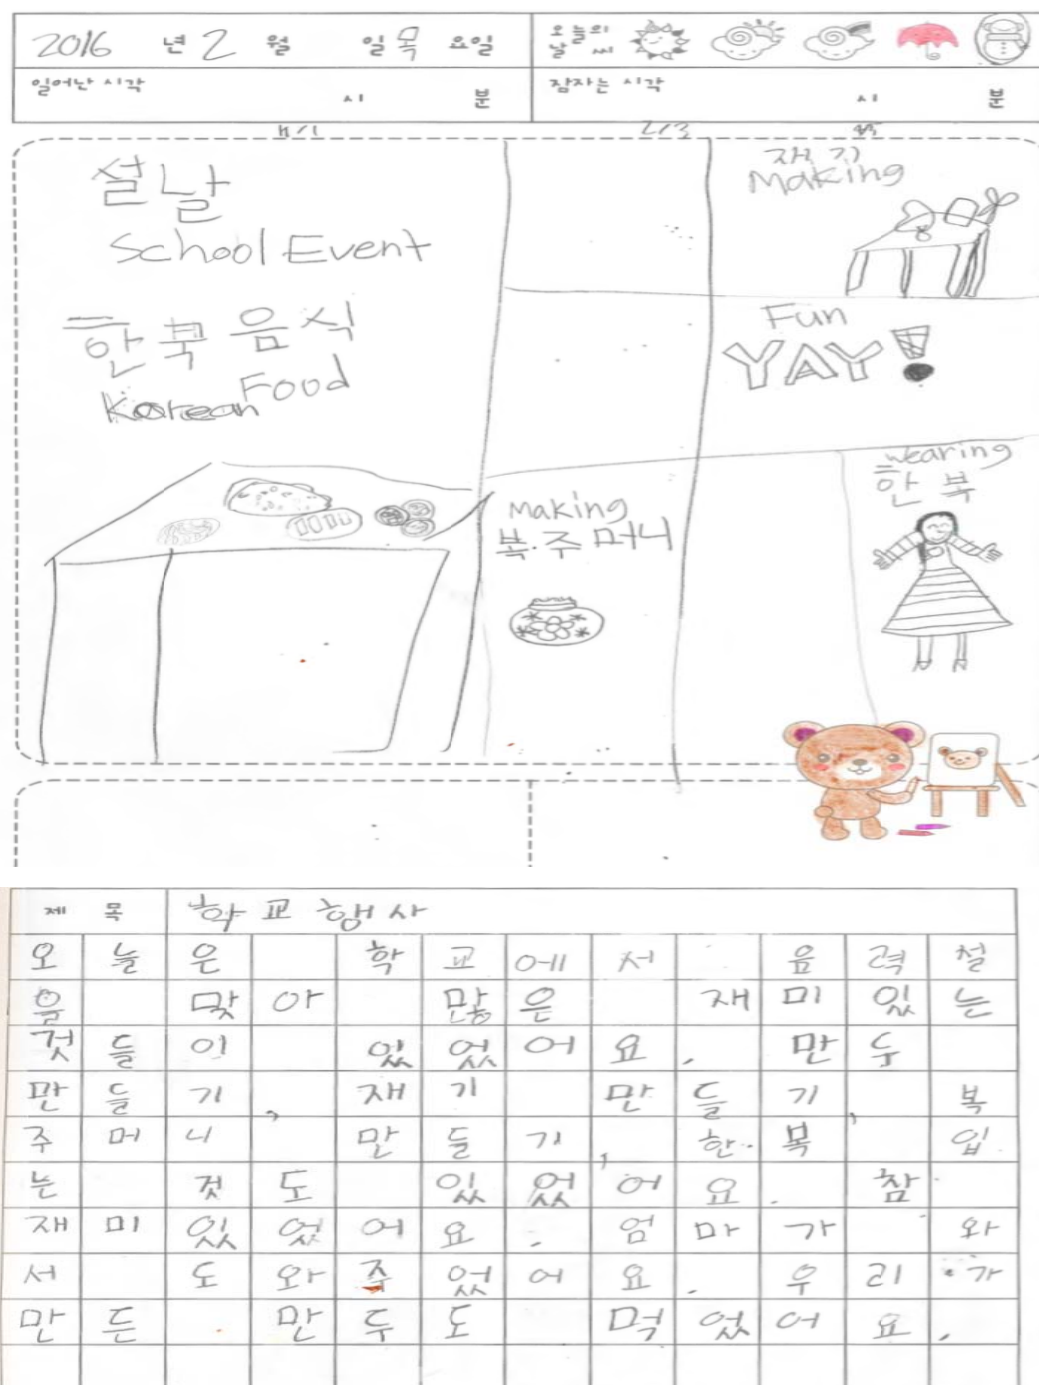 2016 년 2 월 일 목 요일 오늘의 날씨
일어난 시각 시 분 잠자는 시각 시 분
설날
School Event
한북 음식
Korean Food
재기
Making
Fun
YAY!
Making
복주머니
wearing
한복
제 목 학교행사
오늘은 학교에서 음력설
을 맞아 많은 재미있는
것들이 있었어요. 만두
만들기, 재기 만들기, 복
주머니 만들기, 한복 입
는 것도 있었어요. 참
재미있었어요. 엄마가 와
서 도와주었어요. 우리가
만든 만두도 먹었어요.